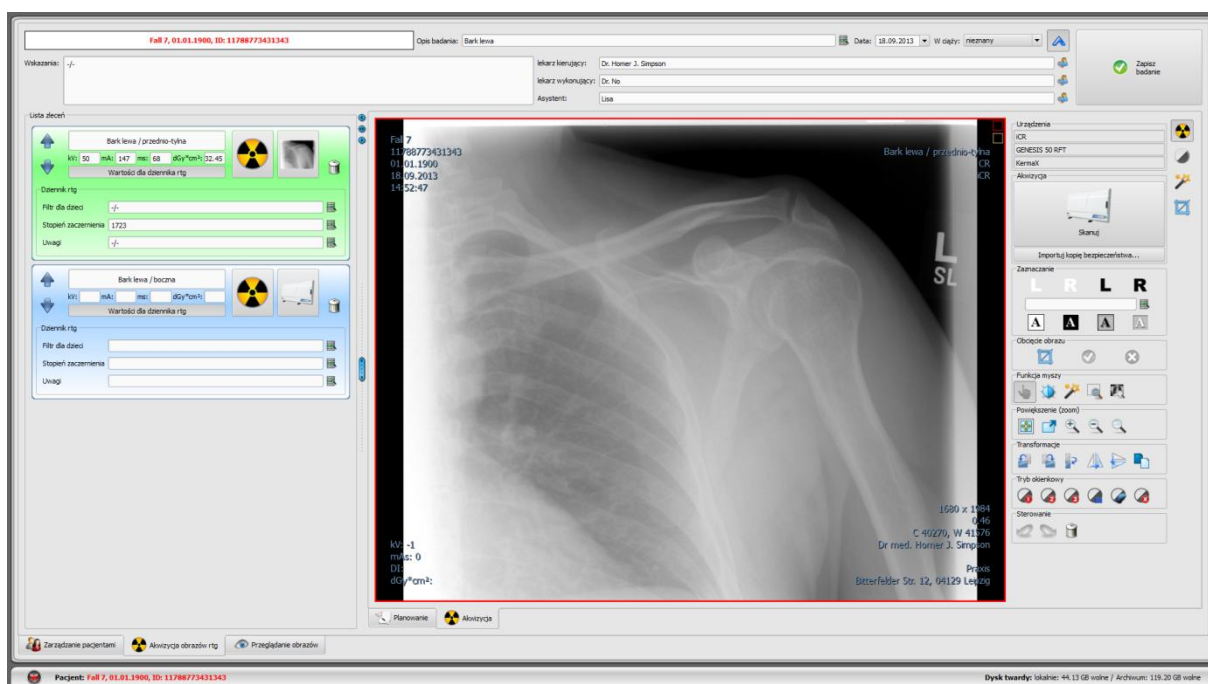 Fall 7, 01.01.1900, ID: 11788773431343
Opis badania: Bark lewa
Data: 18.09.2013 W ciąży: nieznany
Wskazania: -/-
lekarz kierujący: Dr. Homer J. Simpson
lekarz wykonujący: Dr. No
Asystent: Lisa
Zapisz
badanie
Lista zleceń
Bark lewa / przednio-tylna
kV: 50 mA: 147 ms: 68 dGy*cm²: 32.45
Wartości dla dziennika rtg
Dziennik rtg
Filtr dla dzieci -/-
Stopień zaczernienia 1723
Uwagi -/-
Bark lewa / boczna
kV: mA: ms: dGy*cm²:
Wartości dla dziennika rtg
Dziennik rtg
Filtr dla dzieci
Stopień zaczernienia
Uwagi
Fall 7
11788773431343
01.01.1900
18.09.2013
14:52:47
Bark lewa / przednio-tylna
CR
iCR
L
SL
kV: -1
mAs: 0
DI:
dGy*cm²:
1680 x 1984
0.46
C 40270, W 41576
Dr med. Homer J. Simpson
Praxis
Bitterfelder Str. 12, 04129 Leipzig
Urządzenia
iCR
GENESIS 50 RFT
KermaX
Akwizycja
Skanuj
Importuj kopię bezpieczeństwa...
Zaznaczanie
L R L R
A A A A
Obcięcie obrazu
Funkcja myszy
Powiększenie (zoom)
Transformacje
Tryb okienkowy
Sterowanie
Planowanie Akwizycja
Zarządzanie pacjentami Akwizycja obrazów rtg Przeglądanie obrazów
Pacjent: Fall 7, 01.01.1900, ID: 11788773431343
Dysk twardy: lokalnie: 44.13 GB wolne / Archiwum: 119.20 GB wolne